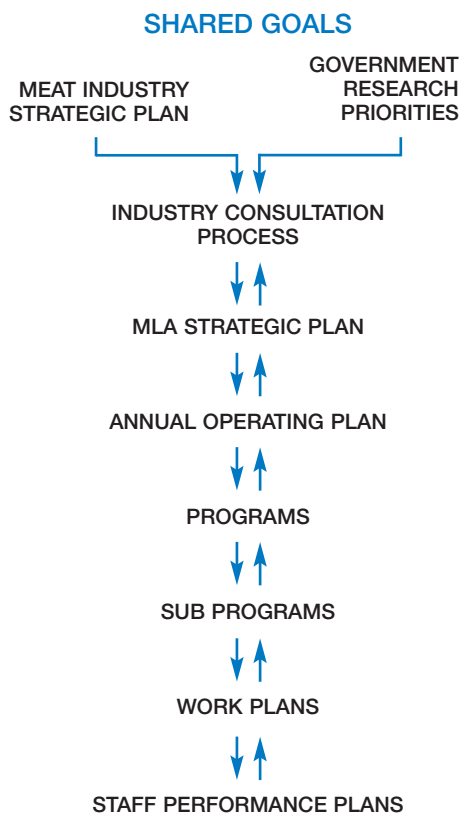 SHARED GOALS
MEAT INDUSTRY
STRATEGIC PLAN
GOVERNMENT
RESEARCH
PRIORITIES
INDUSTRY CONSULTATION
PROCESS
MLA STRATEGIC PLAN
ANNUAL OPERATING PLAN
PROGRAMS
SUB PROGRAMS
WORK PLANS
STAFF PERFORMANCE PLANS